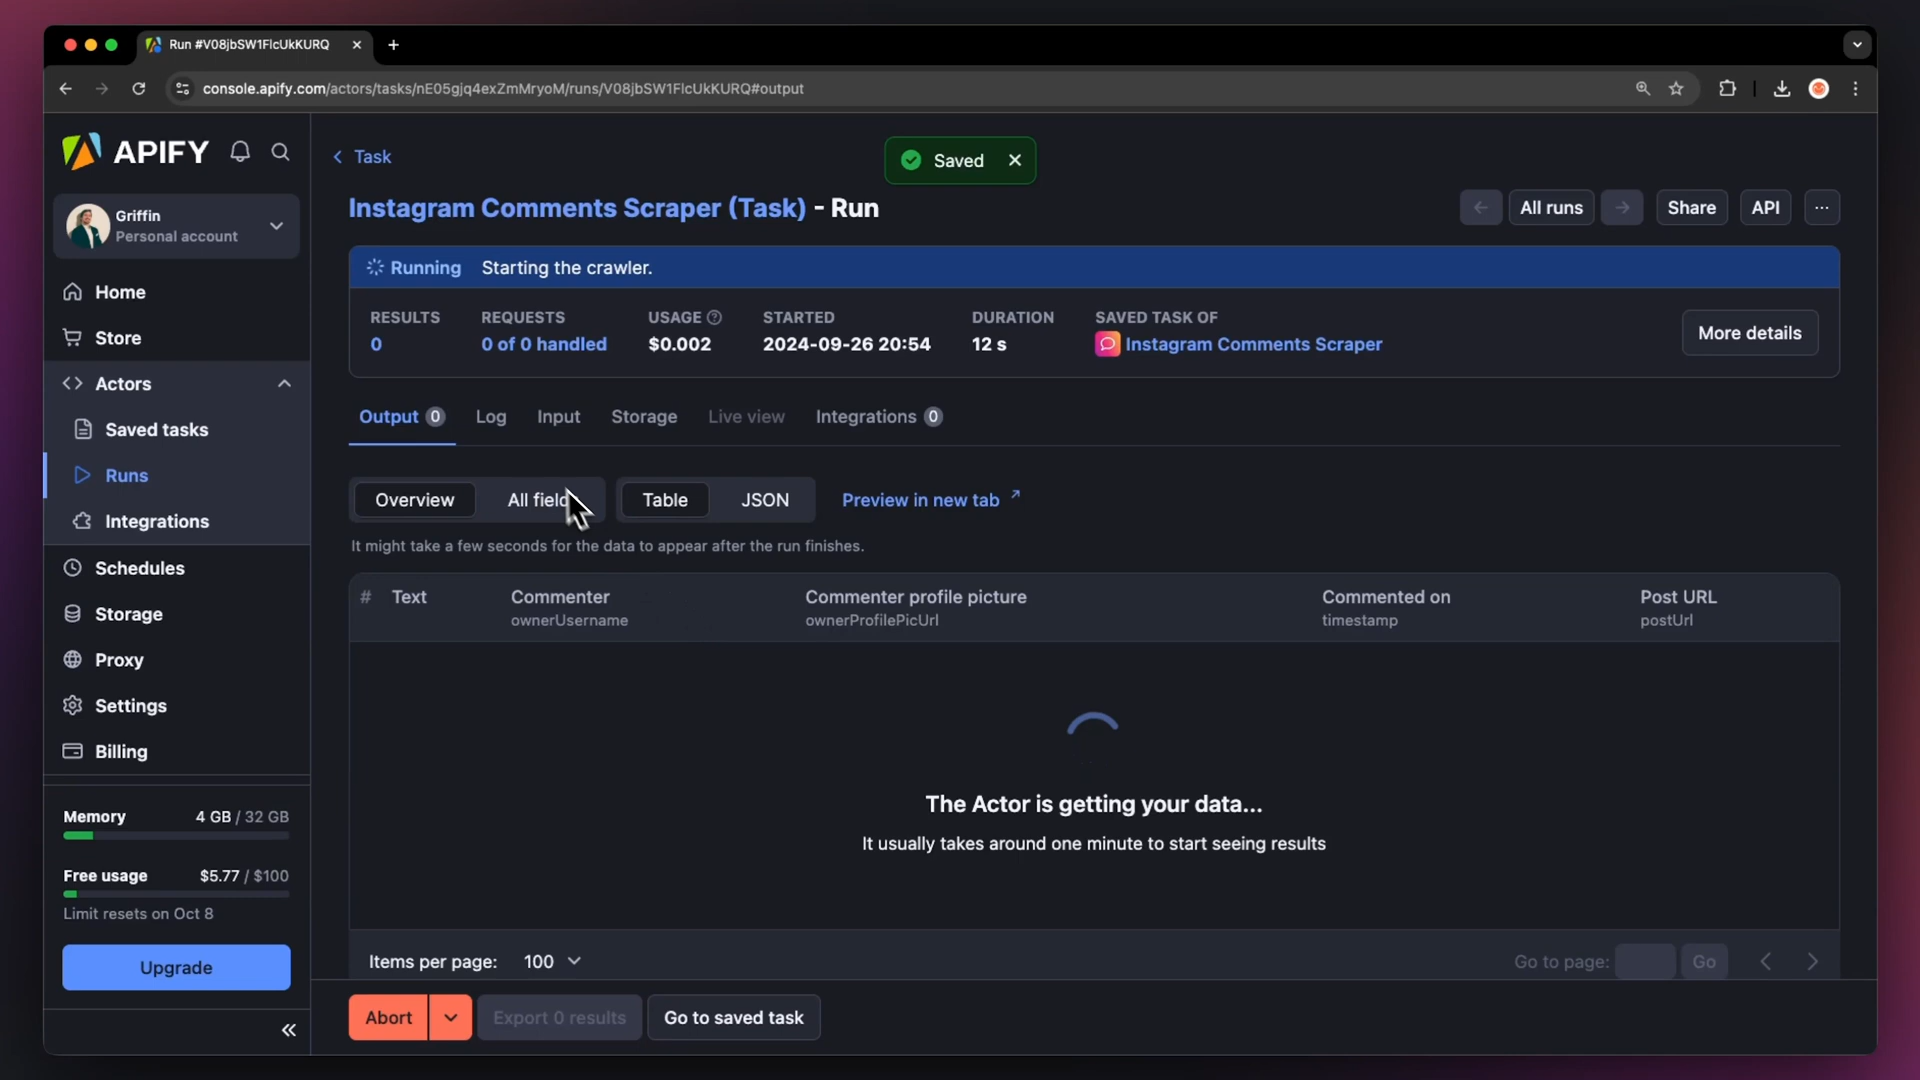 Run #V08jbSW1FlcUkKURQ
console.apify.com/actors/tasks/nE05gjq4exZmMryoM/runs/V08jbSW1FlcUkKURQ#output
APIFY
Griffin
Personal account
Home
Store
Actors
Saved tasks
Runs
Integrations
Schedules
Storage
Proxy
Settings
Billing
Memory 4 GB / 32 GB
Free usage $5.77 / $100
Limit resets on Oct 8
Upgrade
Task
Saved
Instagram Comments Scraper (Task) - Run
All runs Share API
Running Starting the crawler.
RESULTS REQUESTS USAGE STARTED DURATION SAVED TASK OF
0 0 of 0 handled $0.002 2024-09-26 20:54 12 s Instagram Comments Scraper
More details
Output 0 Log Input Storage Live view Integrations 0
Overview All field Table JSON Preview in new tab
It might take a few seconds for the data to appear after the run finishes.
# Text Commenter Commenter profile picture Commented on Post URL
ownerUsername ownerProfilePicUrl timestamp postUrl
The Actor is getting your data...
It usually takes around one minute to start seeing results
Items per page: 100 Go to page: Go
Abort Export 0 results Go to saved task